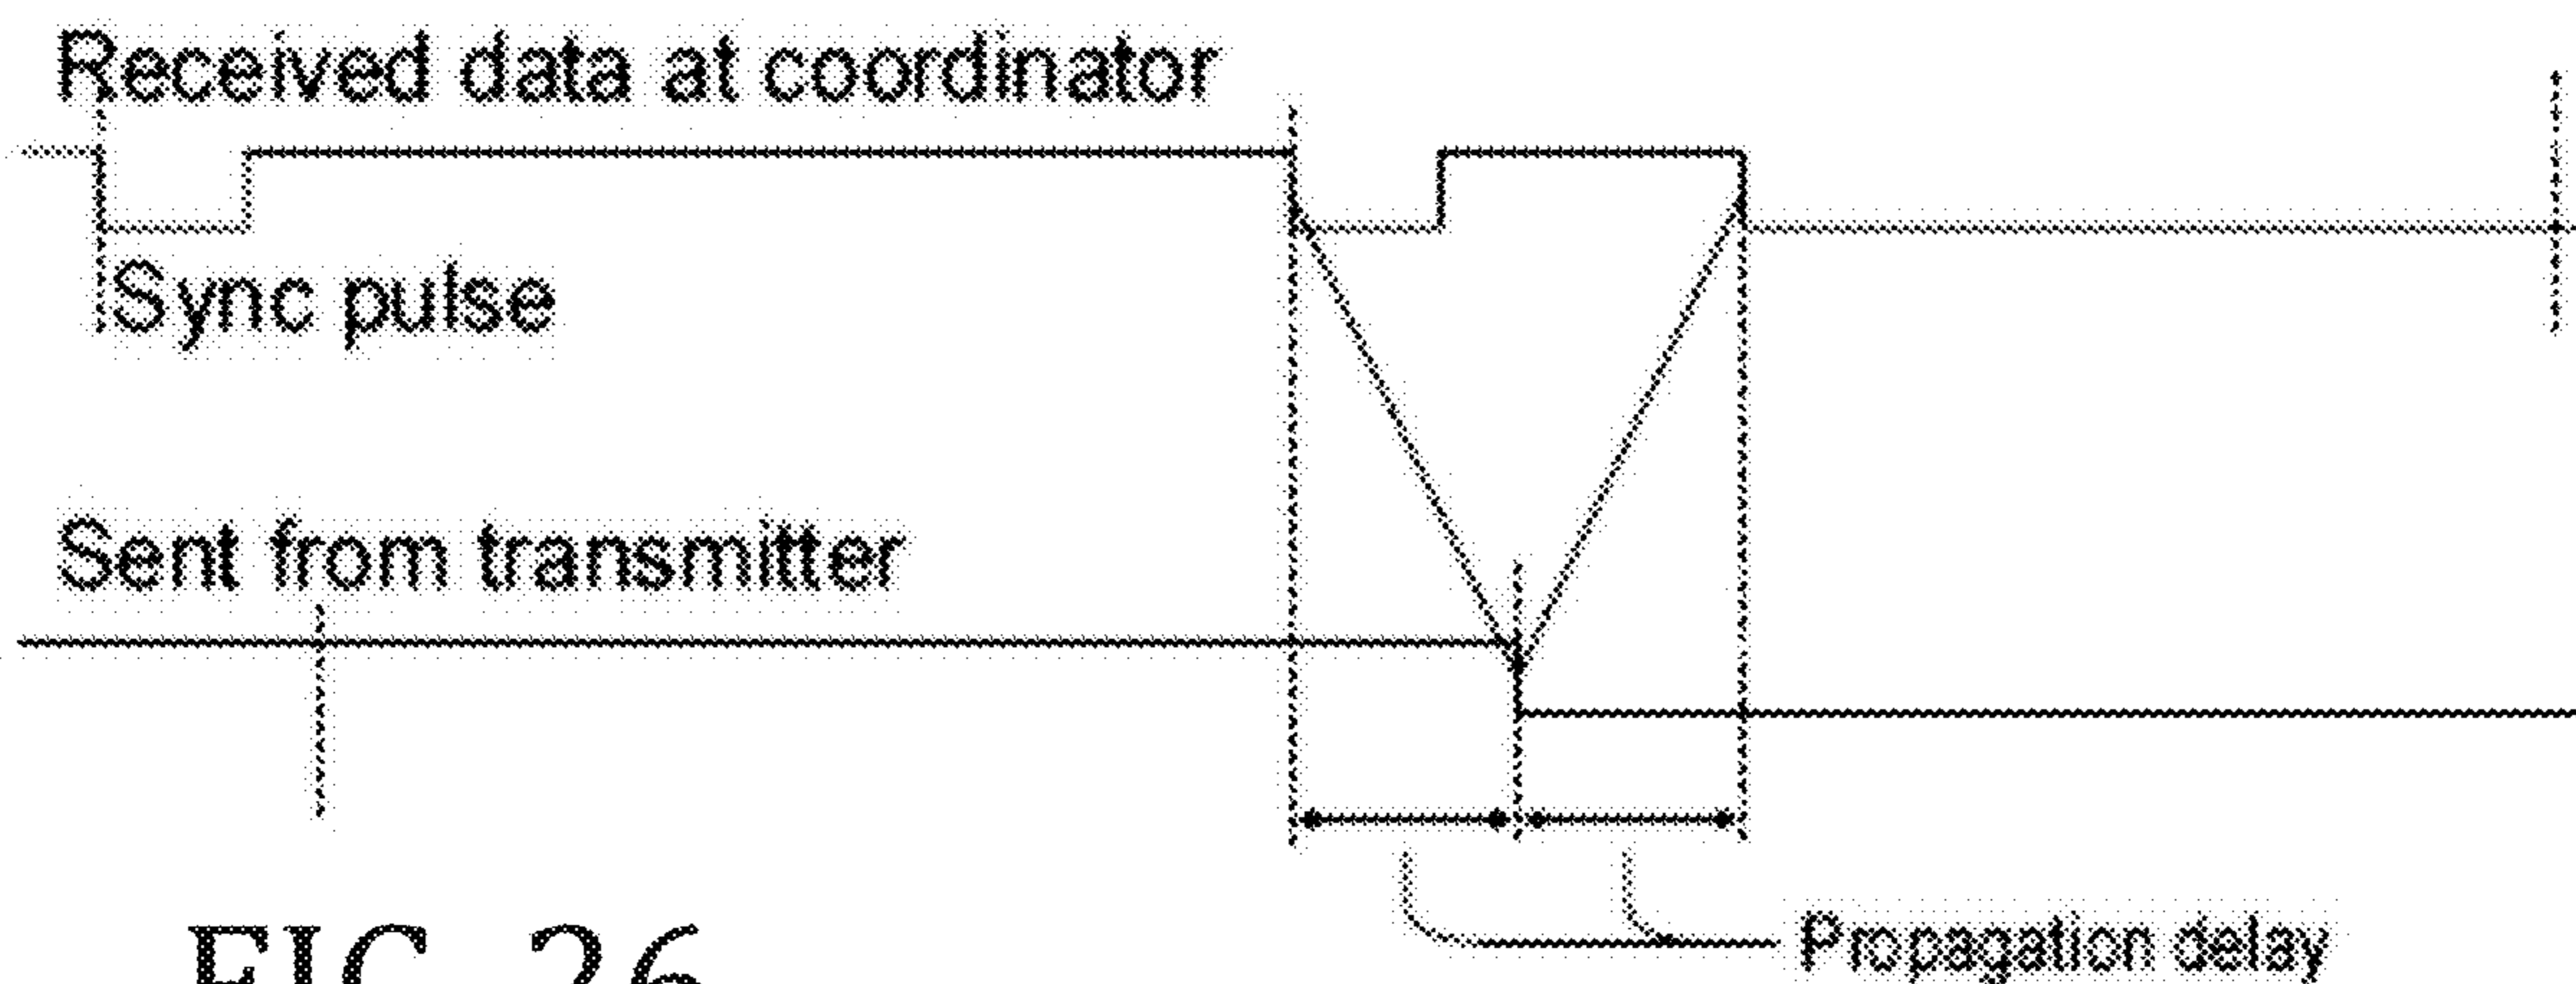 Received data at coordinator
Sync pulse
Sent from transmitter
Propagation delay
FIG. 26